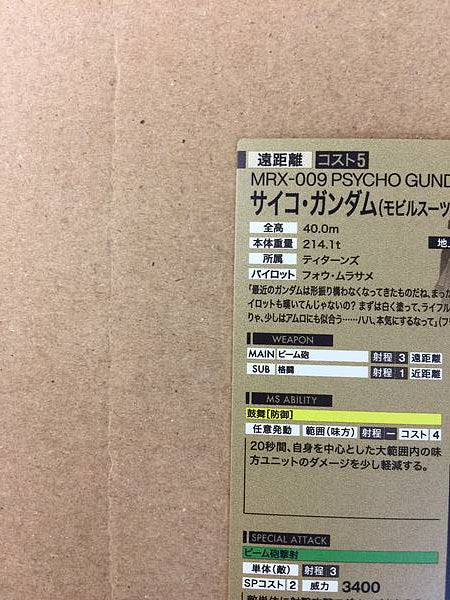 遠距離 コスト5
MRX-009 PSYCHO GUND
サイコ・ガンダム(モビルスーツ
全高 40.0m
本体重量 214.1t
地
所属 ティターンズ
パイロット フォウ・ムラサメ
「最近のガンダムは形振り構わなくなってきたものだね、まった
イロットも嘆いてんじゃないの? まずは白く塗って、ライフル
りゃ、少しはアムロにも似合う……ハハ、本気にするなって」(フ
WEAPON
MAIN ビーム砲 射程 3 遠距離
SUB 格闘 射程 1 近距離
MS ABILITY
鼓舞[防御]
任意発動 範囲(味方) 射程 ー コスト 4
20秒間、自身を中心とした大範囲内の味
方ユニットのダメージを少し軽減する。
SPECIAL ATTACK
ビーム砲撃射
単体(敵) 射程 3
SPコスト 2 威力 3400